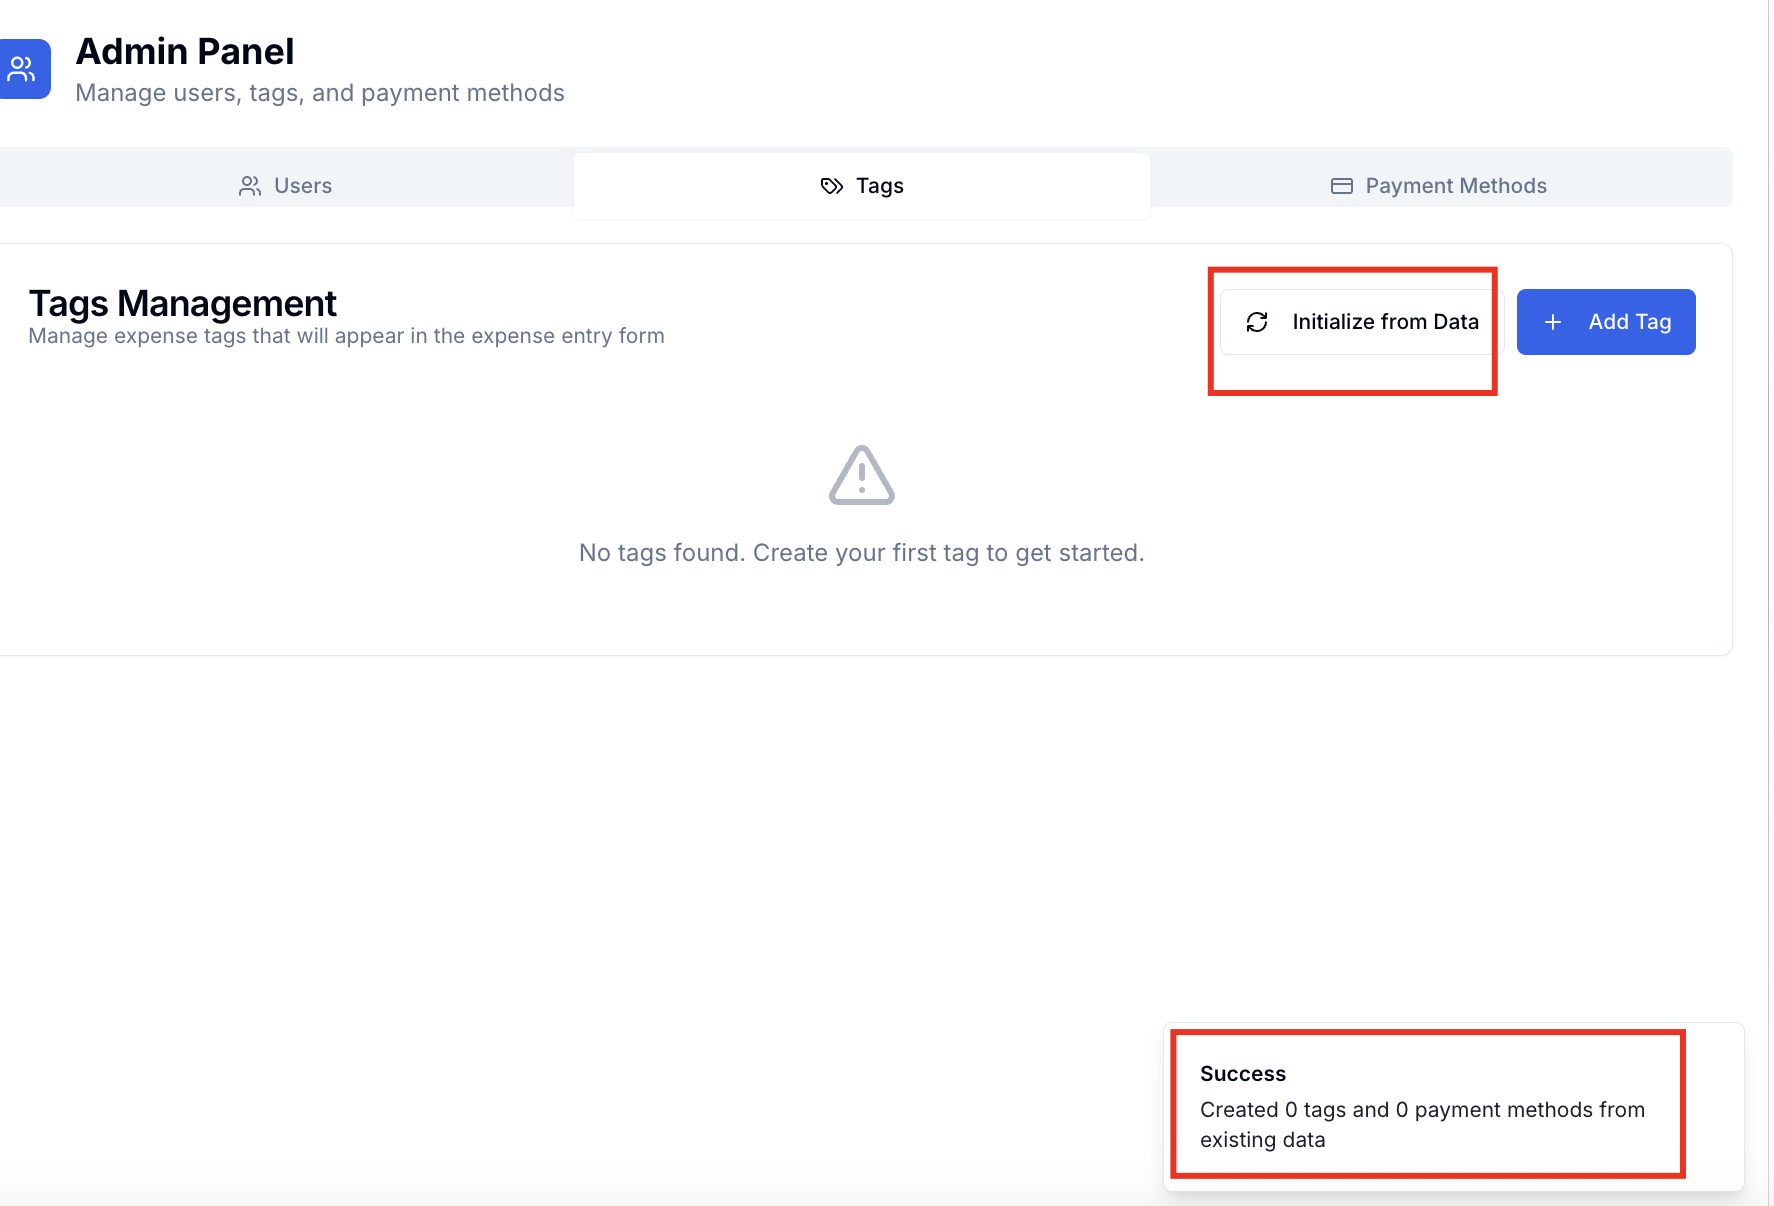 Admin Panel
Manage users, tags, and payment methods
Users
Tags
Payment Methods
Tags Management
Manage expense tags that will appear in the expense entry form
Initialize from Data
Add Tag
No tags found. Create your first tag to get started.
Success
Created 0 tags and 0 payment methods from
existing data